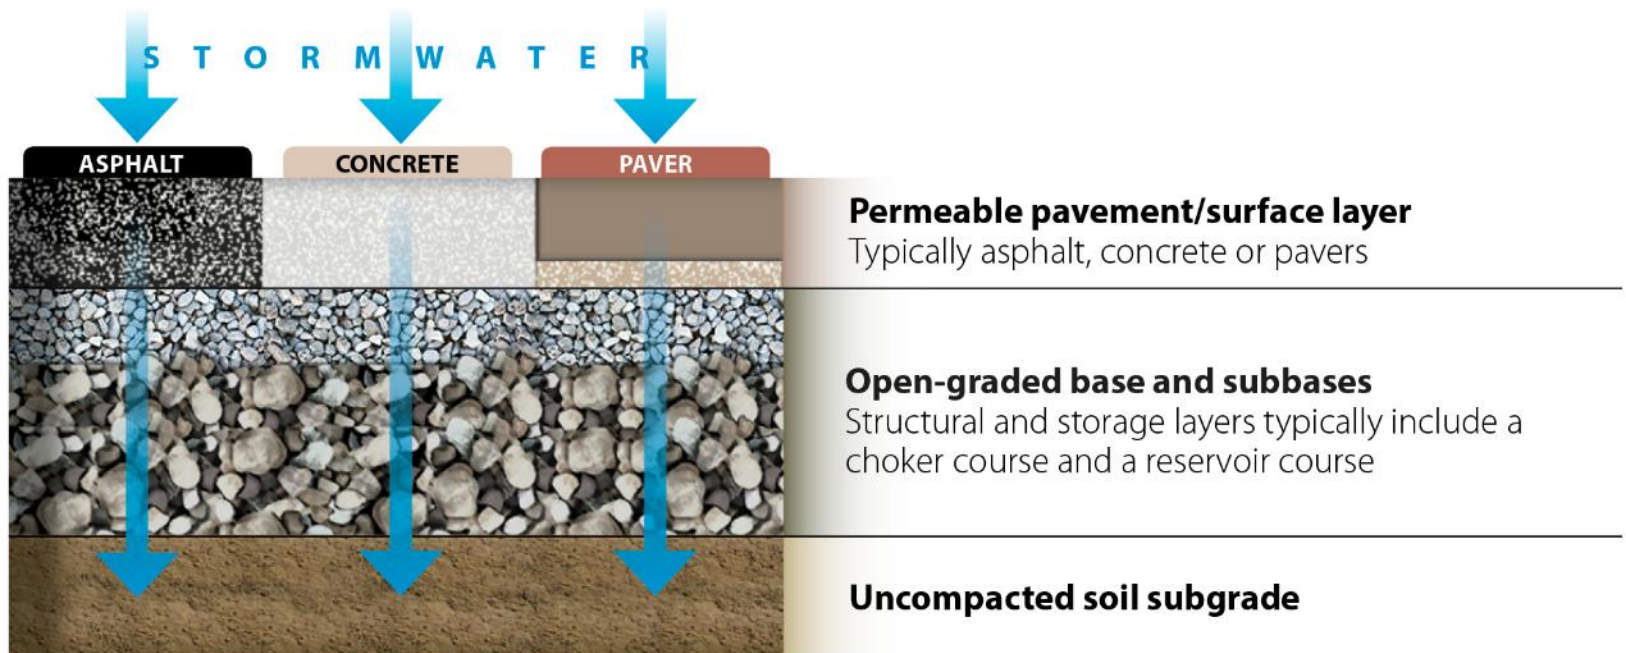 STORMWATER
ASPHALT
CONCRETE
PAVER
Permeable pavement/surface layer
Typically asphalt, concrete or pavers
Open-graded base and subbases
Structural and storage layers typically include a
choker course and a reservoir course
Uncompacted soil subgrade